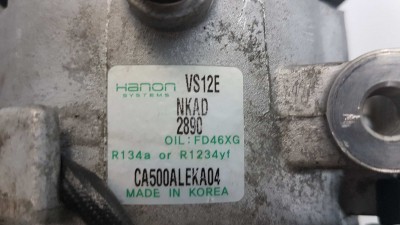 Hanon VS12E
SYSTEMS
NKAD
2890
OIL: FD46XG
R134a or R1234yf
CA500ALEKA04
MADE IN KOREA